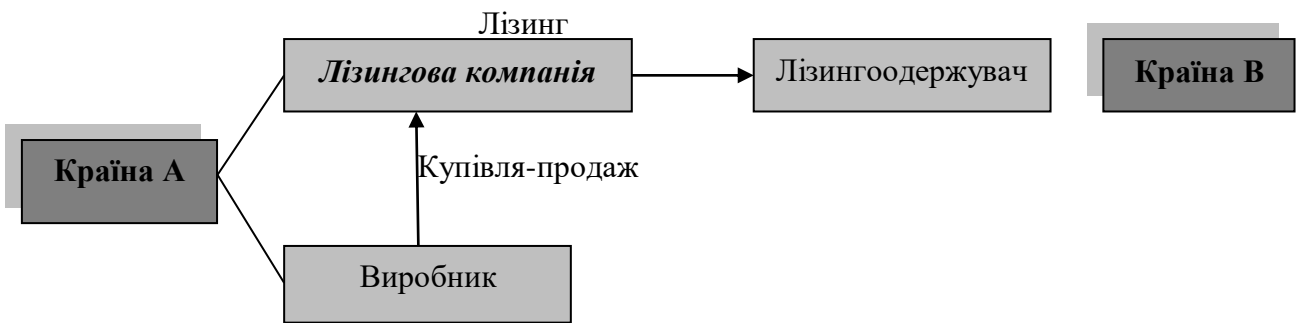 Лізинг
Лізингова компанія
Лізингоодержувач
Країна В
Країна А
Купівля-продаж
Виробник